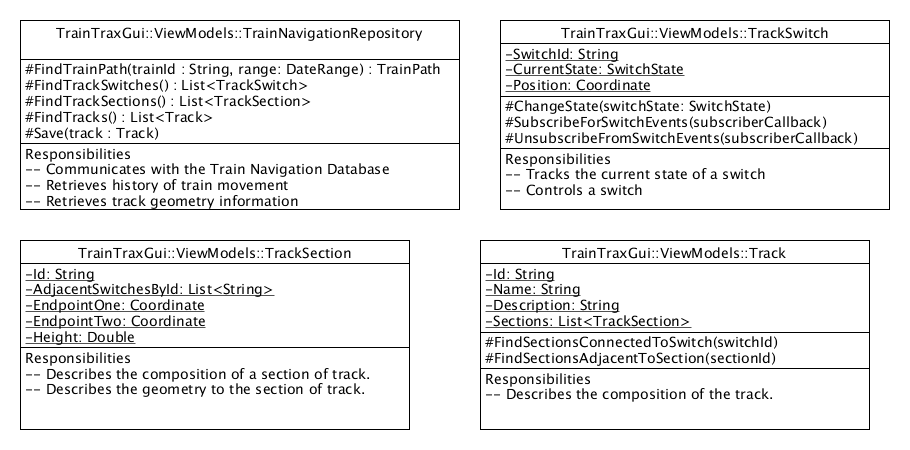 TrainTraxGui::ViewModels::TrainNavigationRepository
#FindTrainPath(trainId : String, range: DateRange) : TrainPath
#FindTrackSwitches() : List<TrackSwitch>
#FindTrackSections() : List<TrackSection>
#FindTracks() : List<Track>
#Save(track : Track)
Responsibilities
-- Communicates with the Train Navigation Database
-- Retrieves history of train movement
-- Retrieves track geometry information
TrainTraxGui::ViewModels::TrackSwitch
-SwitchId: String
-CurrentState: SwitchState
-Position: Coordinate
#ChangeState(switchState: SwitchState)
#SubscribeForSwitchEvents(subscriberCallback)
#UnsubscribeFromSwitchEvents(subscriberCallback)
Responsibilities
-- Tracks the current state of a switch
-- Controls a switch
TrainTraxGui::ViewModels::TrackSection
-Id: String
-AdjacentSwitchesById: List<String>
-EndpointOne: Coordinate
-EndpointTwo: Coordinate
-Height: Double
Responsibilities
-- Describes the composition of a section of track.
-- Describes the geometry to the section of track.
TrainTraxGui::ViewModels::Track
-Id: String
-Name: String
-Description: String
-Sections: List<TrackSection>
#FindSectionsConnectedToSwitch(switchId)
#FindSectionsAdjacentToSection(sectionId)
Responsibilities
-- Describes the composition of the track.